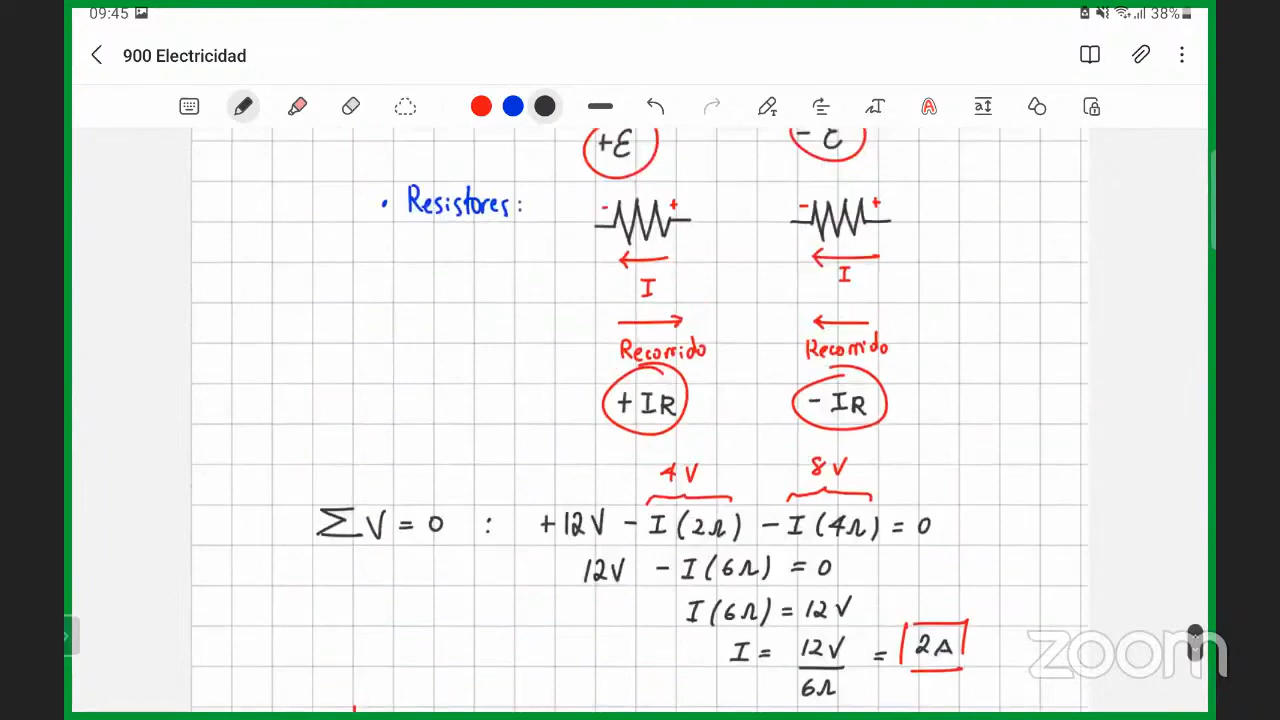 09:45 38%
900 Electricidad
+Ɛ - Ɛ
• Resistores:
- + - +
I I
Recorrido Recorrido
+ IR - IR
4V 8V
∑V = 0 : +12V - I(2Ω) - I(4Ω) = 0
12V - I(6Ω) = 0
I(6Ω) = 12V
I = 12V/6Ω = 2A
zoom